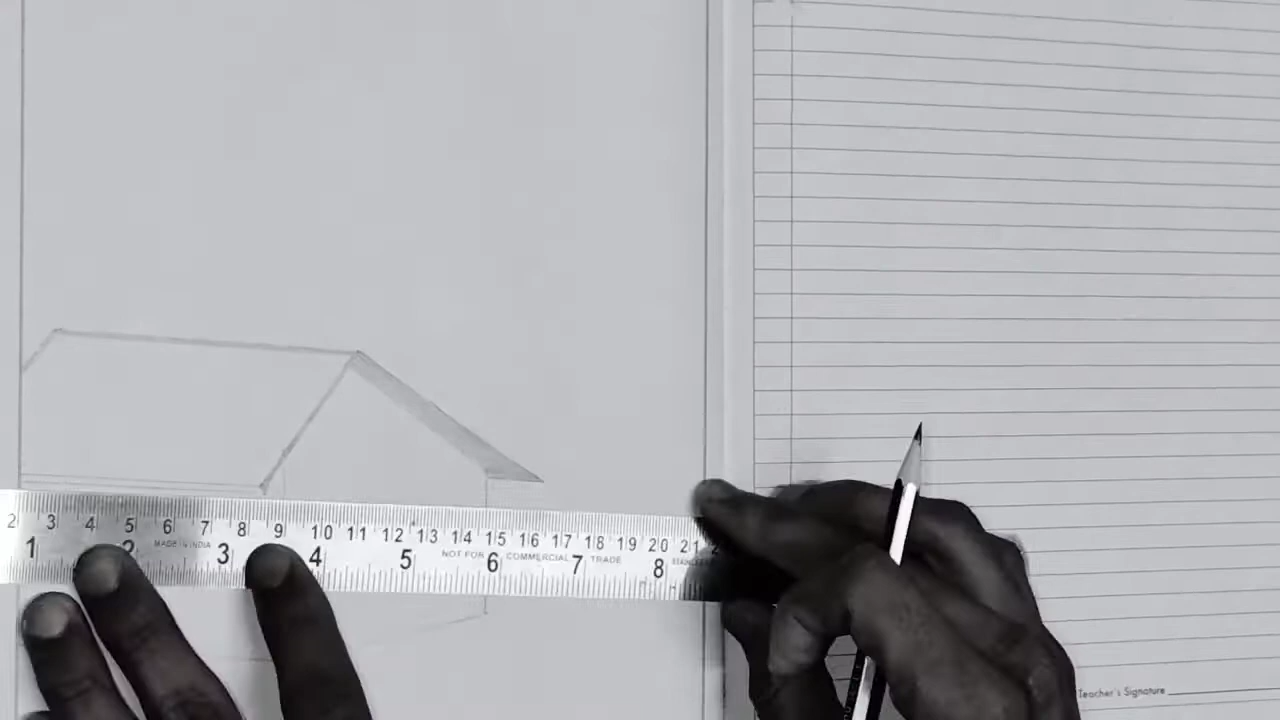 2 3 4 5 6 7 8 9 10 11 12 13 14 15 16 17 18 19 20 21
1 2 3 4 5 6 7 8
MADE IN INDIA NOT FOR COMMERCIAL TRADE
Teacher's Signature